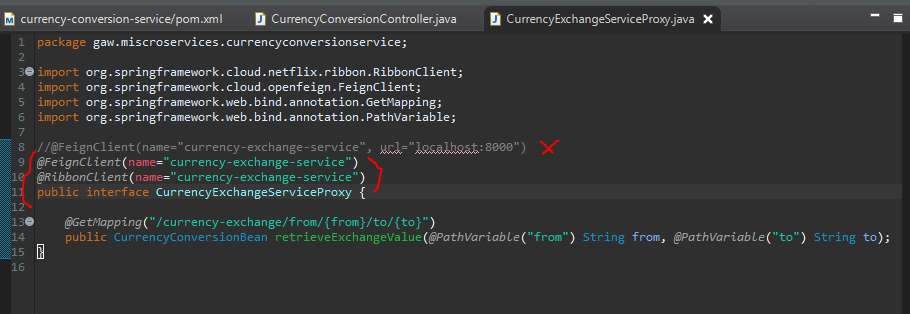 currency-conversion-service/pom.xml CurrencyConversionController.java CurrencyExchangeServiceProxy.java
1 package gaw.miscroservices.currencyconversionservice;
2
3 import org.springframework.cloud.netflix.ribbon.RibbonClient;
4 import org.springframework.cloud.openfeign.FeignClient;
5 import org.springframework.web.bind.annotation.GetMapping;
6 import org.springframework.web.bind.annotation.PathVariable;
7
8 //@FeignClient(name="currency-exchange-service", url="localhost:8000")
9 @FeignClient(name="currency-exchange-service")
10 @RibbonClient(name="currency-exchange-service")
11 public interface CurrencyExchangeServiceProxy {
12
13 @GetMapping("/currency-exchange/from/{from}/to/{to}")
14 public CurrencyConversionBean retrieveExchangeValue(@PathVariable("from") String from, @PathVariable("to") String to);
15 }
16